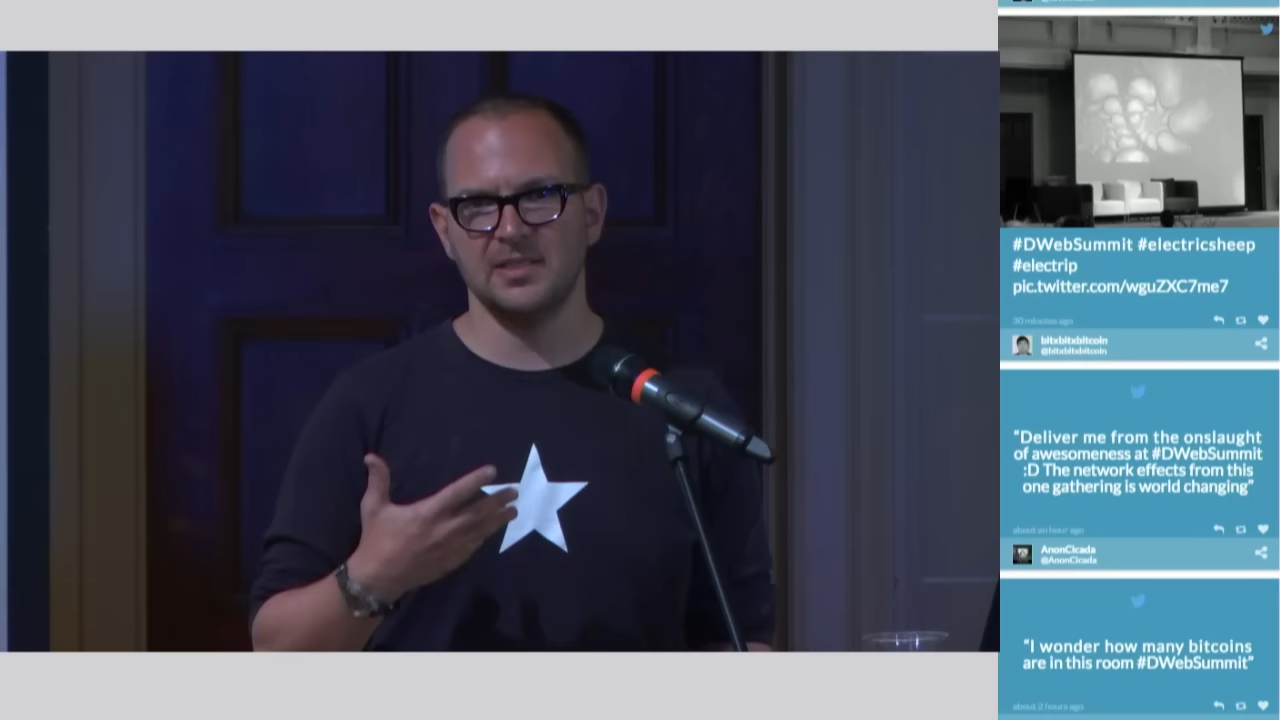 #DWebSummit #electricsheep
#electrip
pic.twitter.com/wguZXC7me7
30 minutes ago
bitxbitxbitcoin
@bitxbitxbitcoin
“Deliver me from the onslaught
of awesomeness at #DWebSummit
:D The network effects from this
one gathering is world changing”
about an hour ago
AnonCicada
@AnonCicada
“I wonder how many bitcoins
are in this room #DWebSummit”
about 2 hours ago